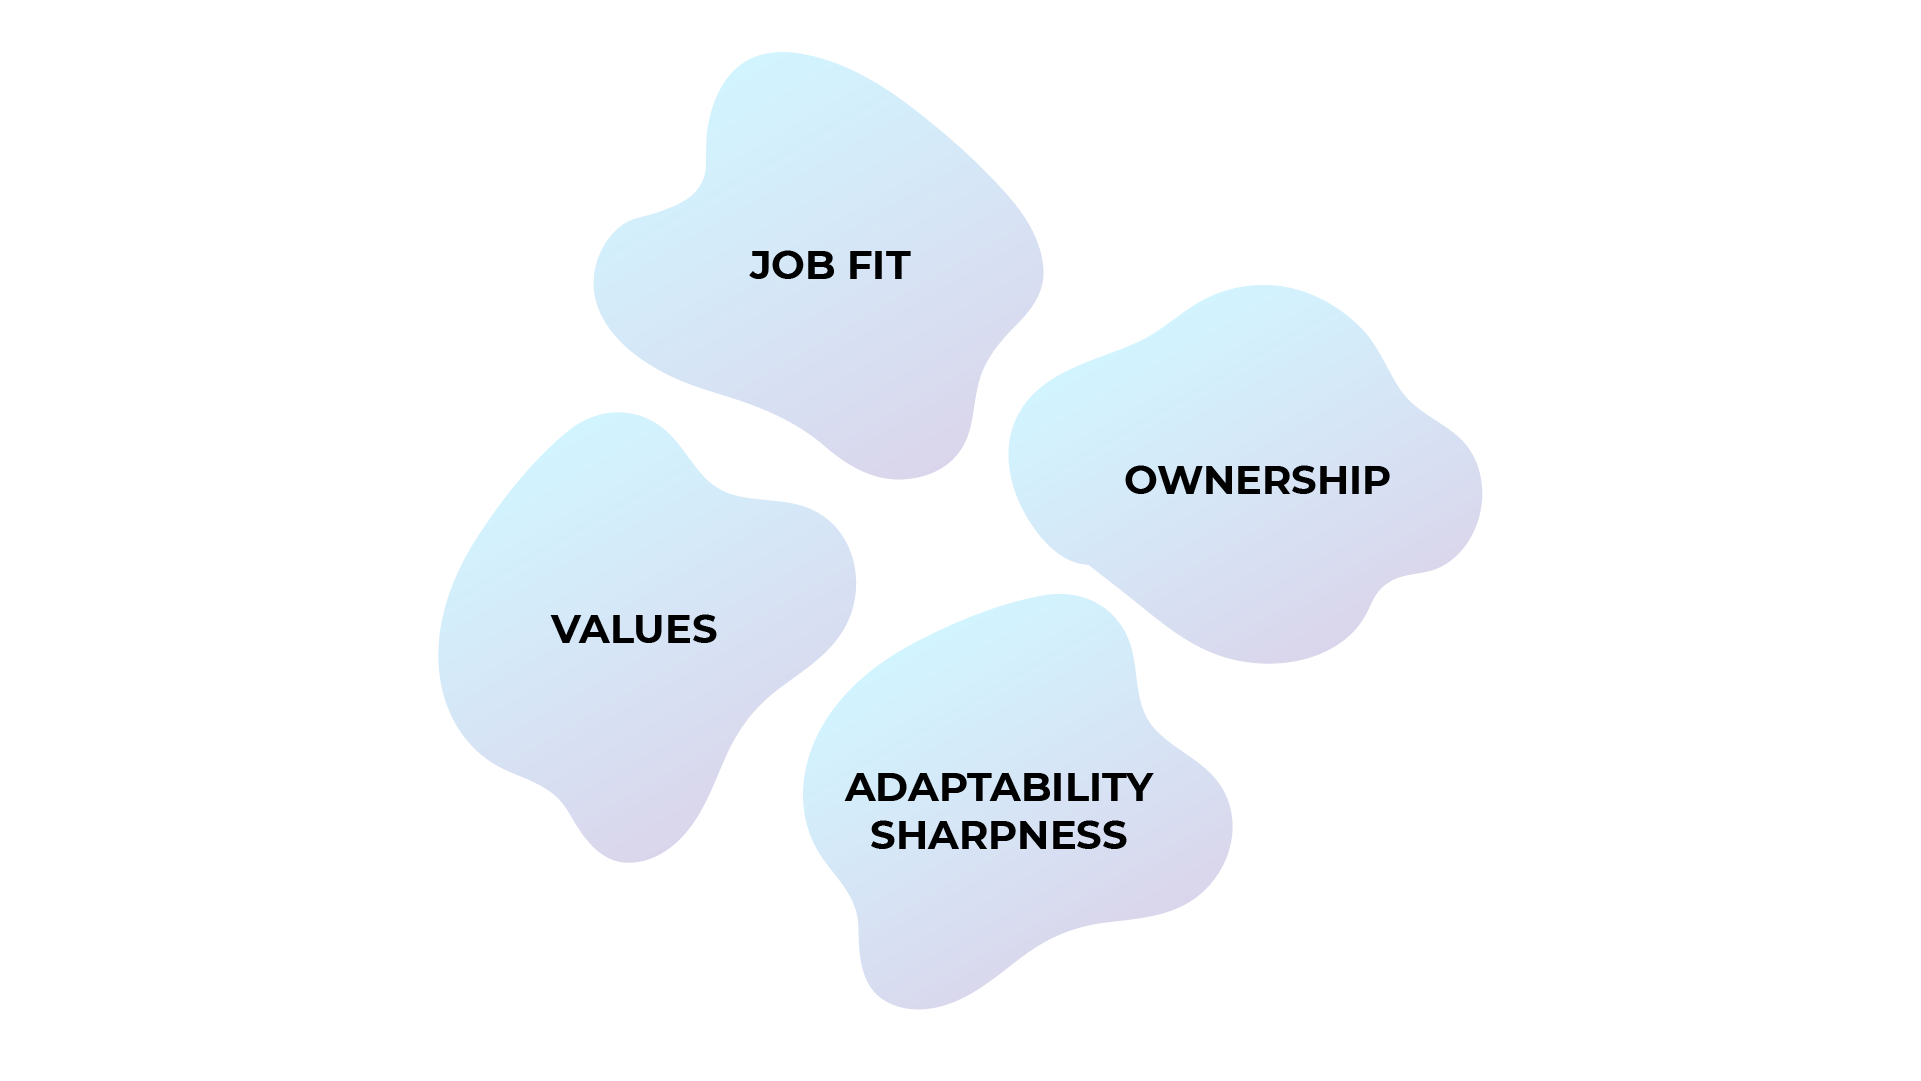 JOB FIT
OWNERSHIP
VALUES
ADAPTABILITY
SHARPNESS